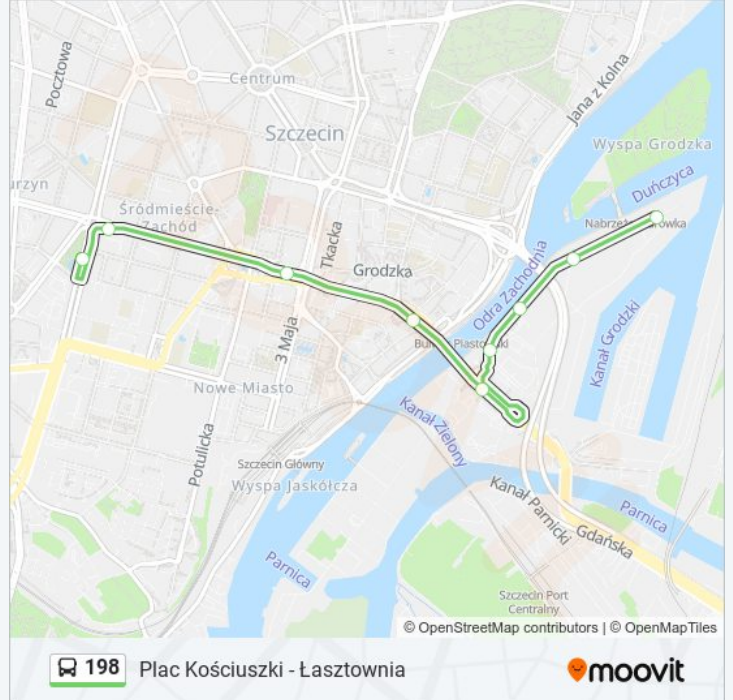 Pocztowa
Centrum
Jana z Kolna
Szczecin
Wyspa Grodzka
urzyn
Duńczyca
Śródmieście-
Zachód
Tkacka
Grodzka
Odra Zachodnia
Kanał Grodzki
3 Maja
Nowe Miasto
Kanał Zielony
Potulicka
Szczecin Główny
Wyspa Jaskółcza
Kanał Parnicki
Parnica
Gdańska
Parnica
Szczecin Port
Centralny
© OpenStreetMap contributors | © OpenMapTiles
198 Plac Kościuszki - Łasztownia
moovit